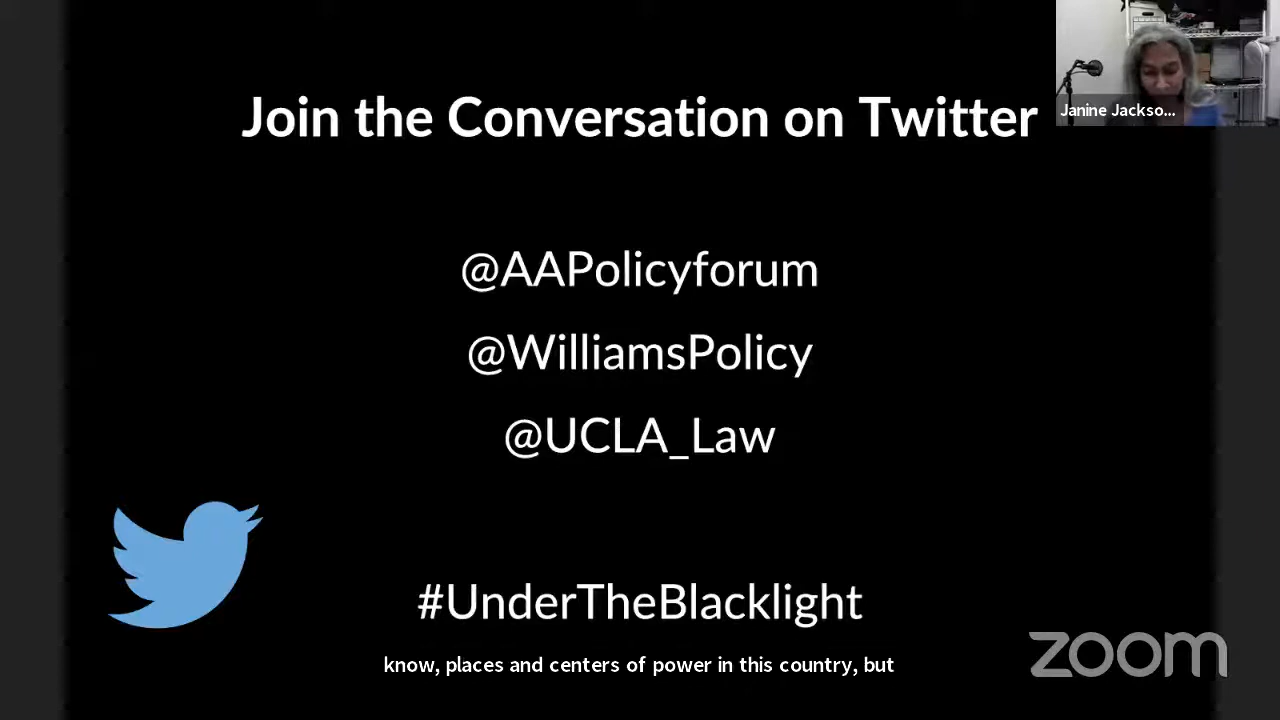 Join the Conversation on Twitter
Janine Jackso...
@AAPolicyforum
@WilliamsPolicy
@UCLA_Law
#UnderTheBlacklight
know, places and centers of power in this country, but
zoom